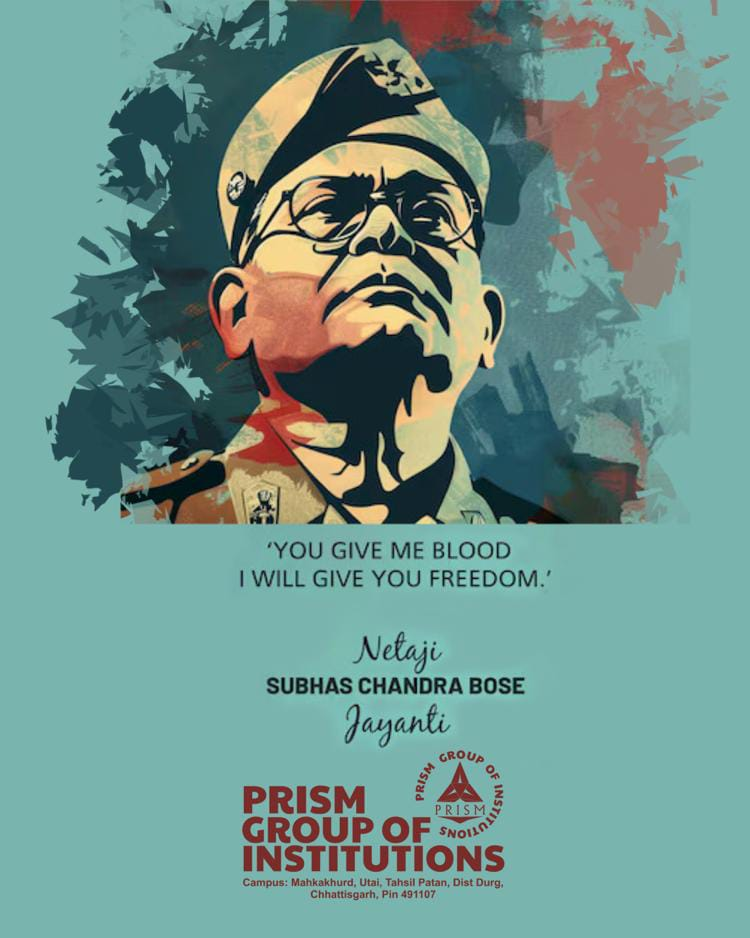 ‘YOU GIVE ME BLOOD
I WILL GIVE YOU FREEDOM.’
Netaji
SUBHAS CHANDRA BOSE
Jayanti
PRISM GROUP OF INSTITUTIONS
PRISM
PRISM
GROUP OF
INSTITUTIONS
Campus: Mahkakhurd, Utai, Tahsil Patan, Dist Durg,
Chhattisgarh, Pin 491107